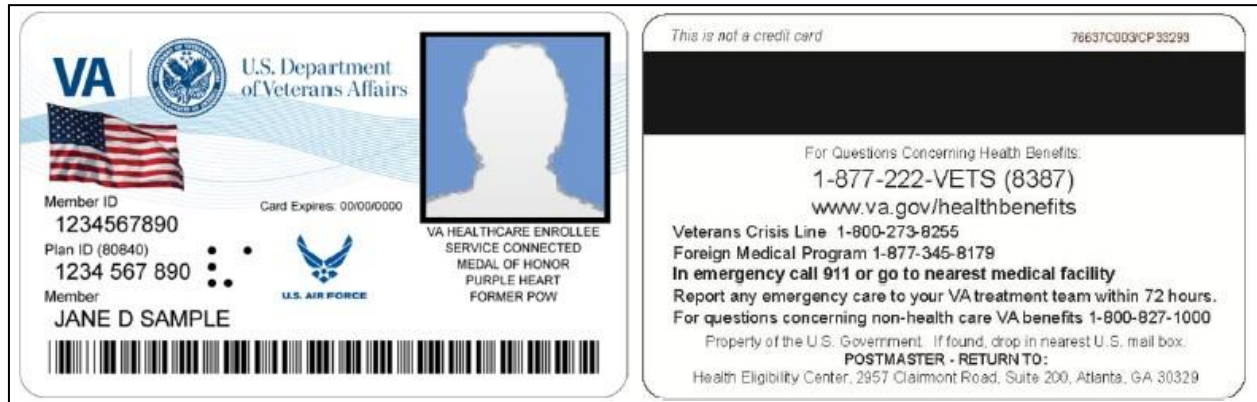 VA
U.S. Department
of Veterans Affairs
Member ID
1234567890
Card Expires: 00/00/0000
Plan ID (80840)
1234 567 890
Member
JANE D SAMPLE
U.S. AIR FORCE
VA HEALTHCARE ENROLLEE
SERVICE CONNECTED
MEDAL OF HONOR
PURPLE HEART
FORMER POW
This is not a credit card
76637C003/CP33293
For Questions Concerning Health Benefits:
1-877-222-VETS (8387)
www.va.gov/healthbenefits
Veterans Crisis Line 1-800-273-8255
Foreign Medical Program 1-877-345-8179
In emergency call 911 or go to nearest medical facility
Report any emergency care to your VA treatment team within 72 hours.
For questions concerning non-health care VA benefits 1-800-827-1000
Property of the U.S. Government. If found, drop in nearest U.S. mail box.
POSTMASTER - RETURN TO:
Health Eligibility Center, 2957 Clairmont Road, Suite 200, Atlanta, GA 30329